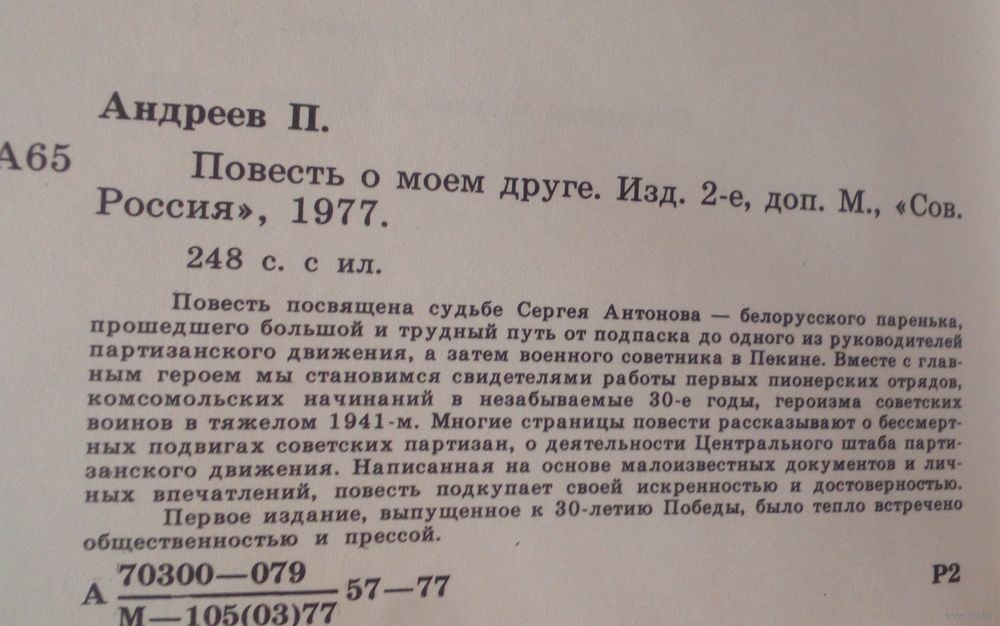 Андреев П.
А65
Повесть о моем друге. Изд. 2-е, доп. М., «Сов.
Россия», 1977.
248 с. с ил.
Повесть посвящена судьбе Сергея Антонова — белорусского паренька,
прошедшего большой и трудный путь от подпаска до одного из руководителей
партизанского движения, а затем военного советника в Пекине. Вместе с глав-
ным героем мы становимся свидетелями работы первых пионерских отрядов,
комсомольских начинаний в незабываемые 30-е годы, героизма советских
воинов в тяжелом 1941-м. Многие страницы повести рассказывают о бессмерт-
ных подвигах советских партизан, о деятельности Центрального штаба парти-
занского движения. Написанная на основе малоизвестных документов и лич-
ных впечатлений, повесть подкупает своей искренностью и достоверностью.
Первое издание, выпущенное к 30-летию Победы, было тепло встречено
общественностью и прессой.
А 70300—079 57—77
М—105(03)77
Р2